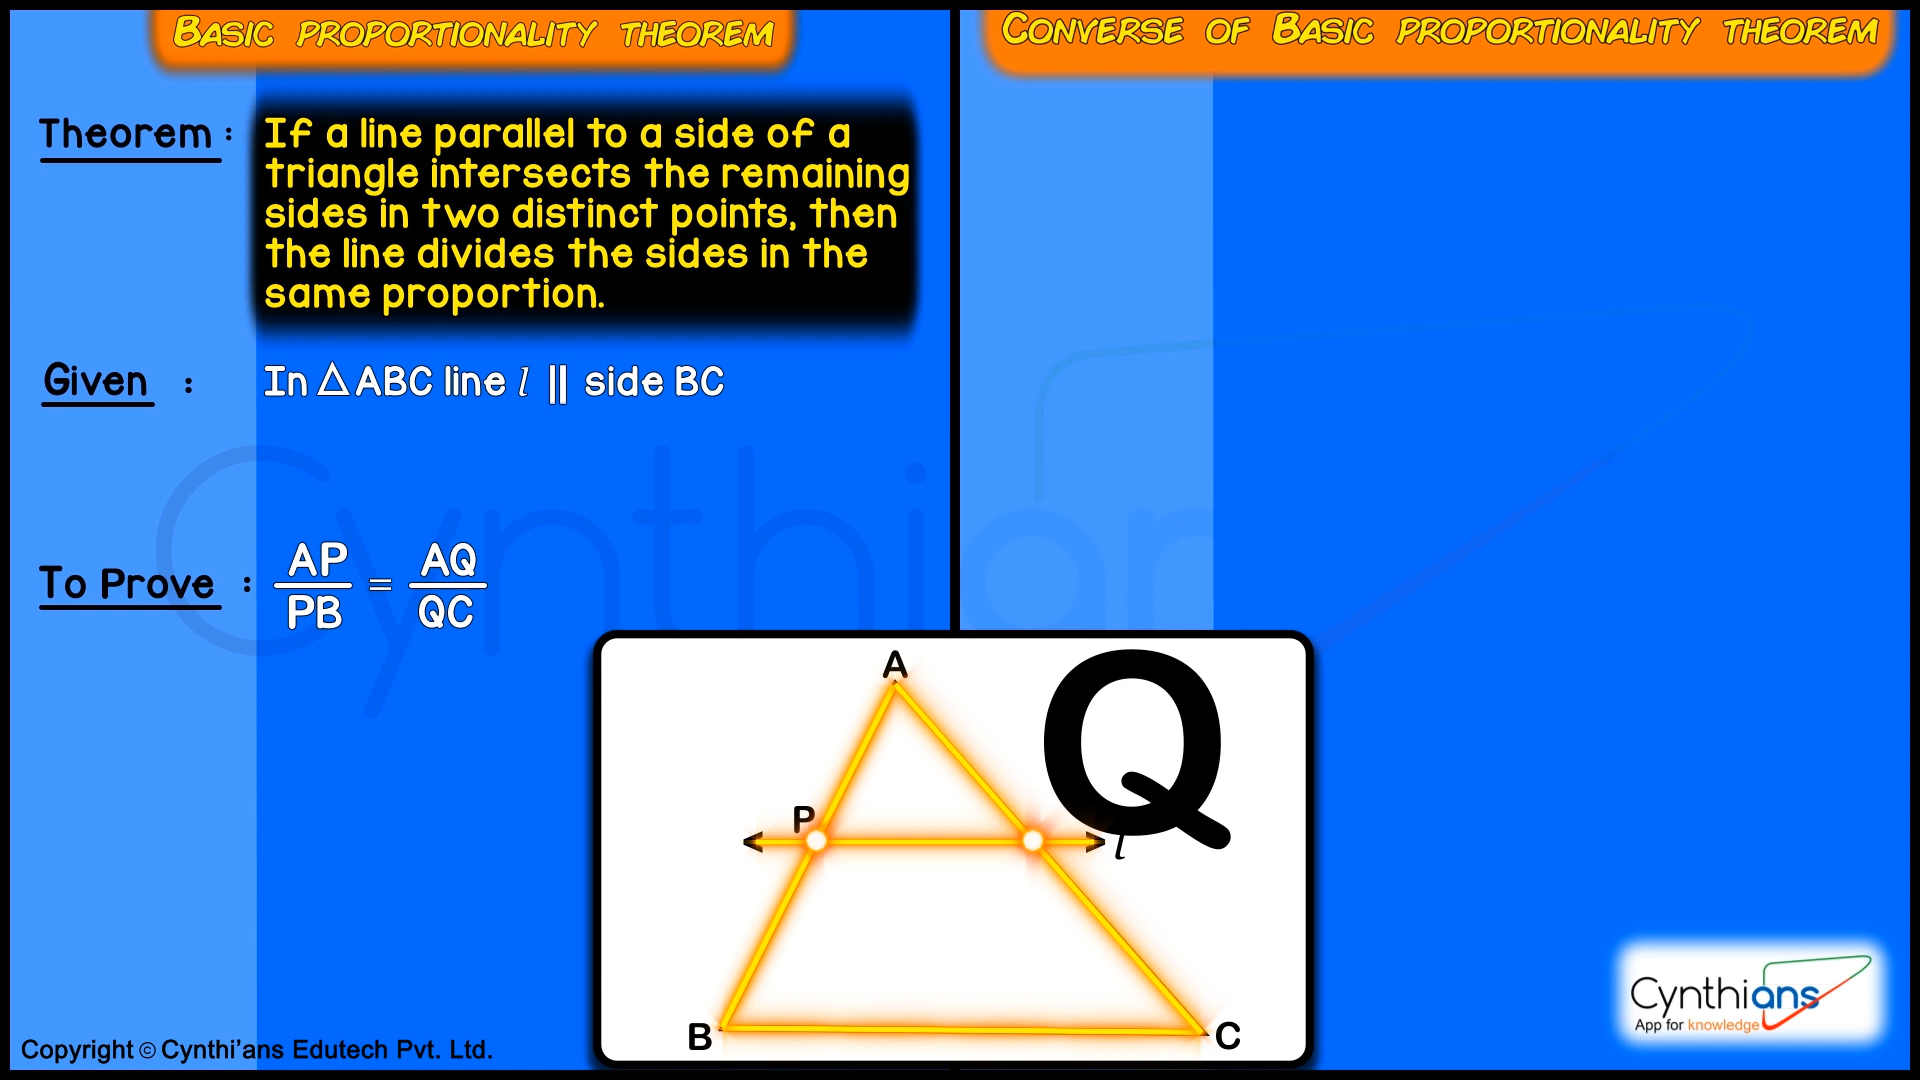 BASIC PROPORTIONALITY THEOREM
Theorem :
If a line parallel to a side of a
triangle intersects the remaining
sides in two distinct points, then
the line divides the sides in the
same proportion.
Given :
In △ABC line l || side BC
To Prove :
AP/PB = AQ/QC
CONVERSE OF BASIC PROPORTIONALITY THEOREM
A
Q
P
l
B
C
Cynthians
Cynthians
App for knowledge
Copyright © Cynthi'ans Edutech Pvt. Ltd.